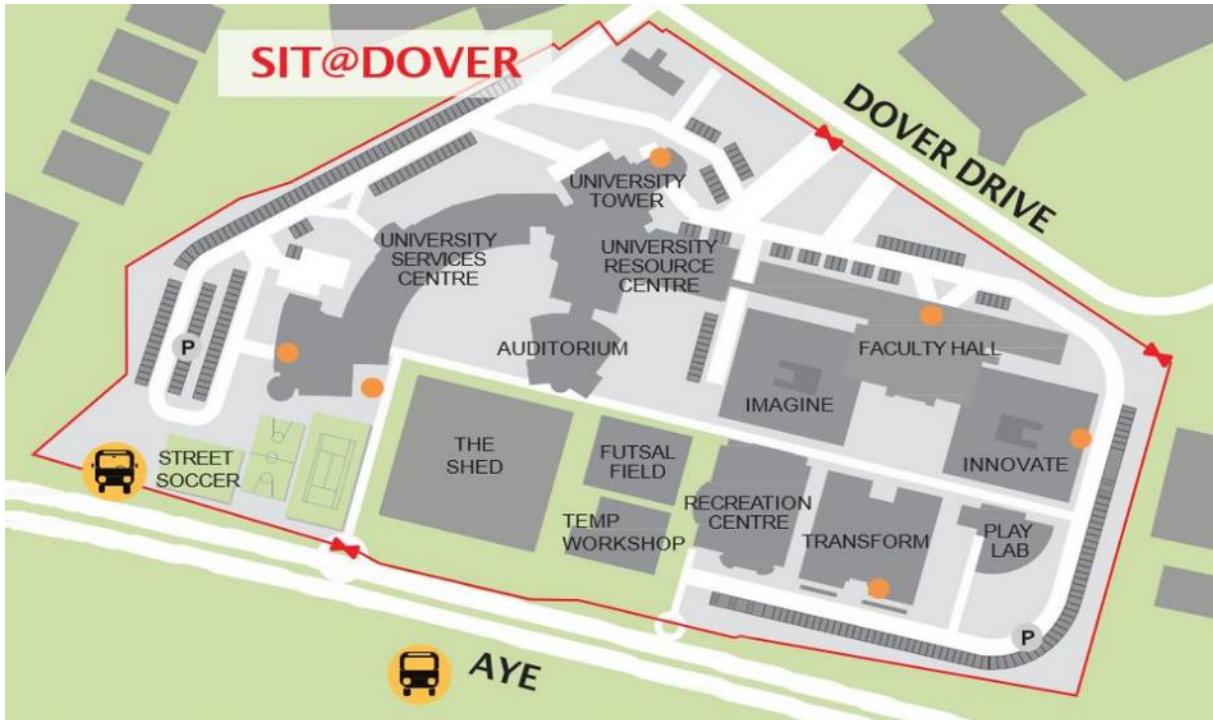 SIT@DOVER
DOVER DRIVE
UNIVERSITY
TOWER
UNIVERSITY
SERVICES
CENTRE
UNIVERSITY
RESOURCE
CENTRE
P
AUDITORIUM
FACULTY HALL
IMAGINE
THE
SHED
FUTSAL
FIELD
INNOVATE
STREET
SOCCER
RECREATION
CENTRE
TEMP
WORKSHOP
TRANSFORM
PLAY
LAB
P
AYE